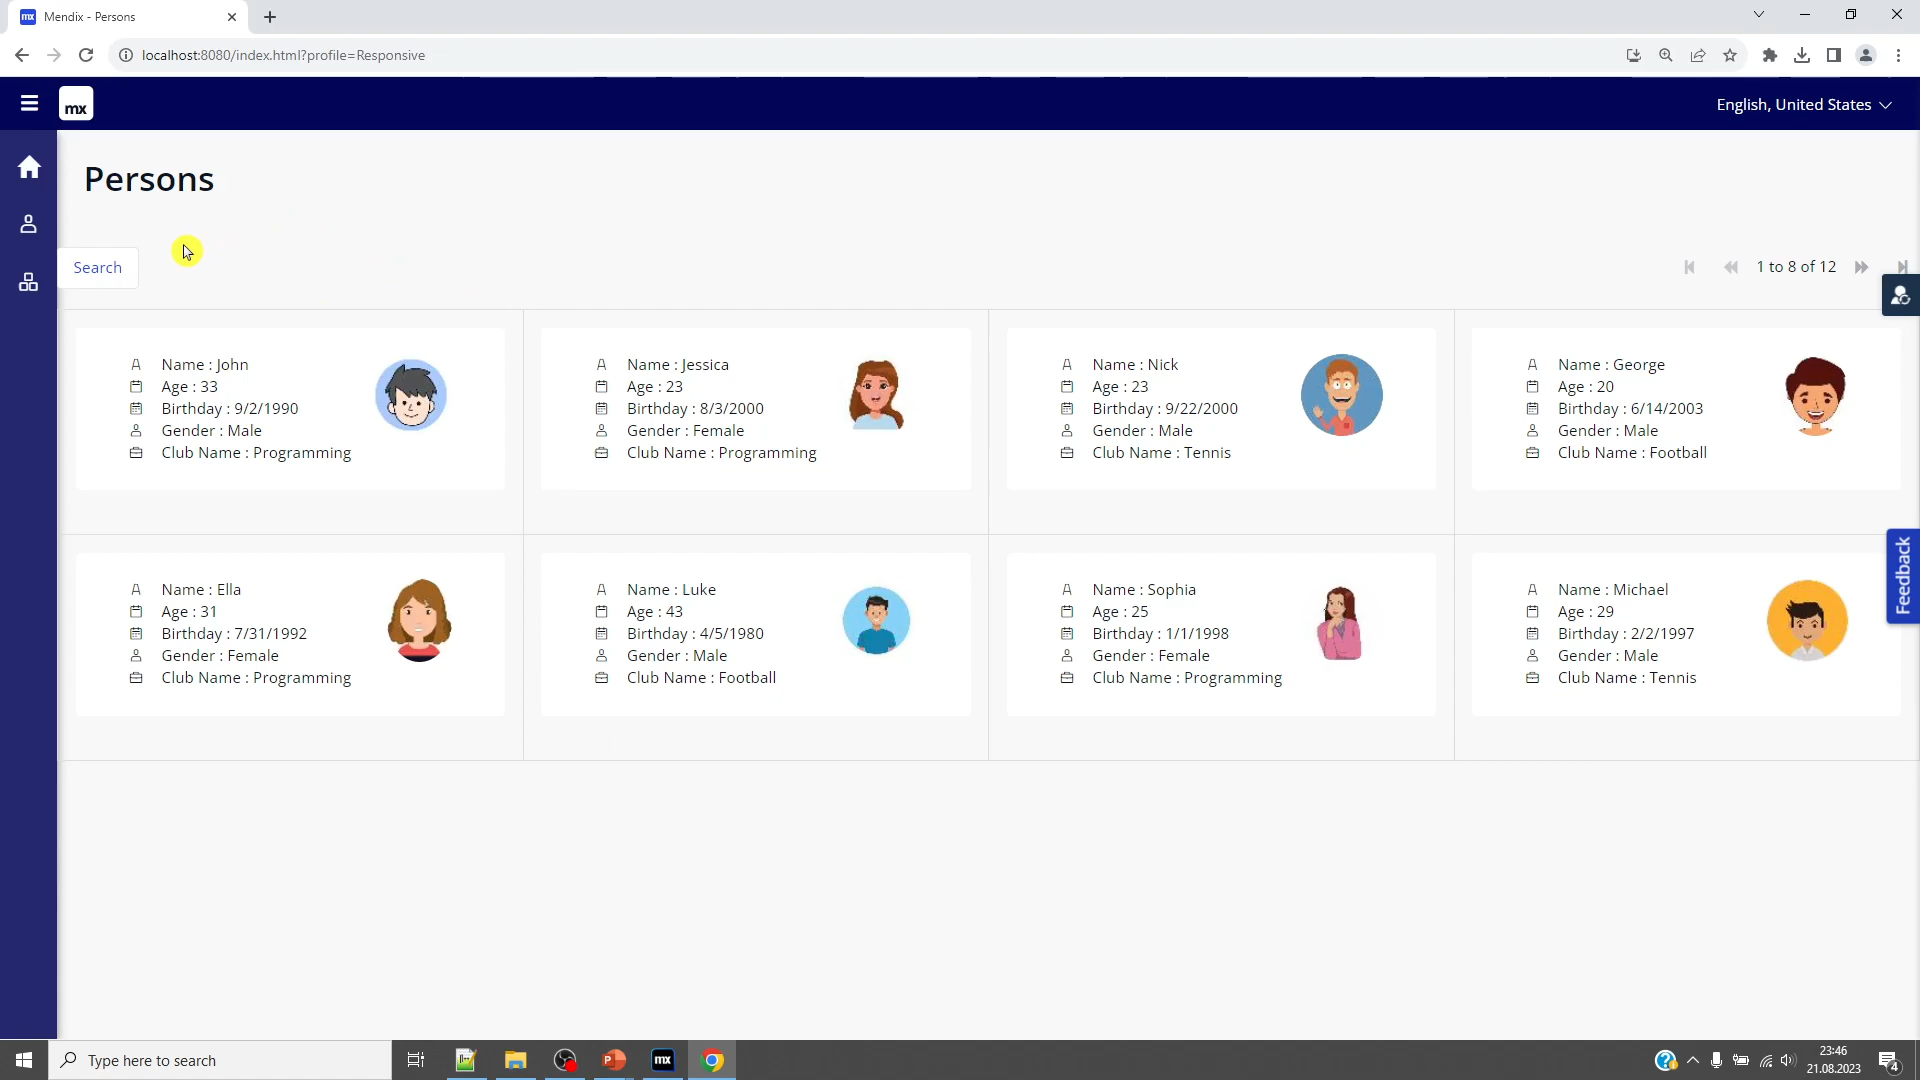 Mendix - Persons
localhost:8080/index.html?profile=Responsive
mx
English, United States
Persons
Search
1 to 8 of 12
Name : John
Age : 33
Birthday : 9/2/1990
Gender : Male
Club Name : Programming
Name : Jessica
Age : 23
Birthday : 8/3/2000
Gender : Female
Club Name : Programming
Name : Nick
Age : 23
Birthday : 9/22/2000
Gender : Male
Club Name : Tennis
Name : George
Age : 20
Birthday : 6/14/2003
Gender : Male
Club Name : Football
Feedback
Name : Ella
Age : 31
Birthday : 7/31/1992
Gender : Female
Club Name : Programming
Name : Luke
Age : 43
Birthday : 4/5/1980
Gender : Male
Club Name : Football
Name : Sophia
Age : 25
Birthday : 1/1/1998
Gender : Female
Club Name : Programming
Name : Michael
Age : 29
Birthday : 2/2/1997
Gender : Male
Club Name : Tennis
Type here to search
mx
23:46
21.08.2023
4